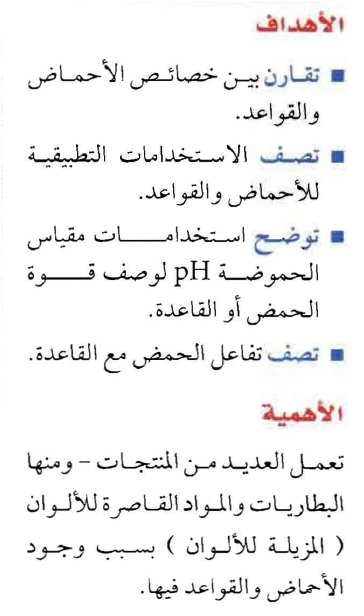 الأهداف
■ تقارن بين خصائص الأحماض
والقواعد.
■ تصف الاستخدامات التطبيقية
للأحماض والقواعد.
■ توضح استخدامات مقياس
الحموضة pH لوصف قوة
الحمض أو القاعدة.
■ تصف تفاعل الحمض مع القاعدة.
الأهمية
تعمل العديد من المنتجات - ومنها
البطاريات والمواد القاصرة للألوان
( المزيلة للألوان ) بسبب وجود
الأحماض والقواعد فيها.